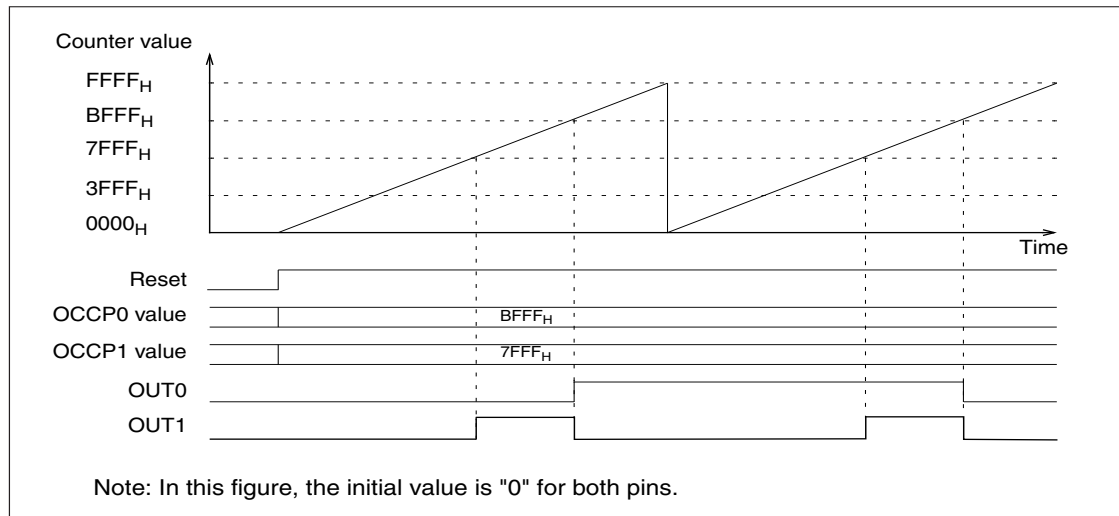 Counter value
FFFFH
BFFFH
7FFFH
3FFFH
0000H
Time
Reset
OCCP0 value
BFFFH
OCCP1 value
7FFFH
OUT0
OUT1
Note: In this figure, the initial value is "0" for both pins.